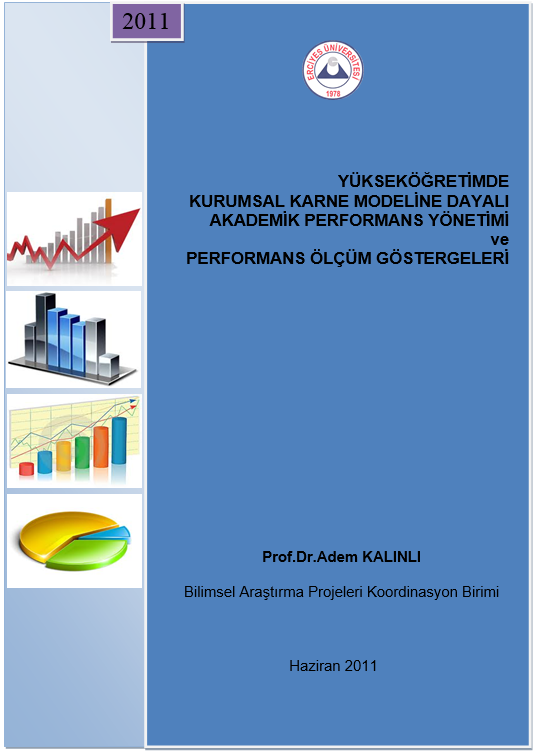 2011
ERCİYES ÜNİVERSİTESİ
1978
YÜKSEKÖĞRETİMDE
KURUMSAL KARNE MODELİNE DAYALI
AKADEMİK PERFORMANS YÖNETİMİ
ve
PERFORMANS ÖLÇÜM GÖSTERGELERİ
Prof.Dr.Adem KALINLI
Bilimsel Araştırma Projeleri Koordinasyon Birimi
Haziran 2011